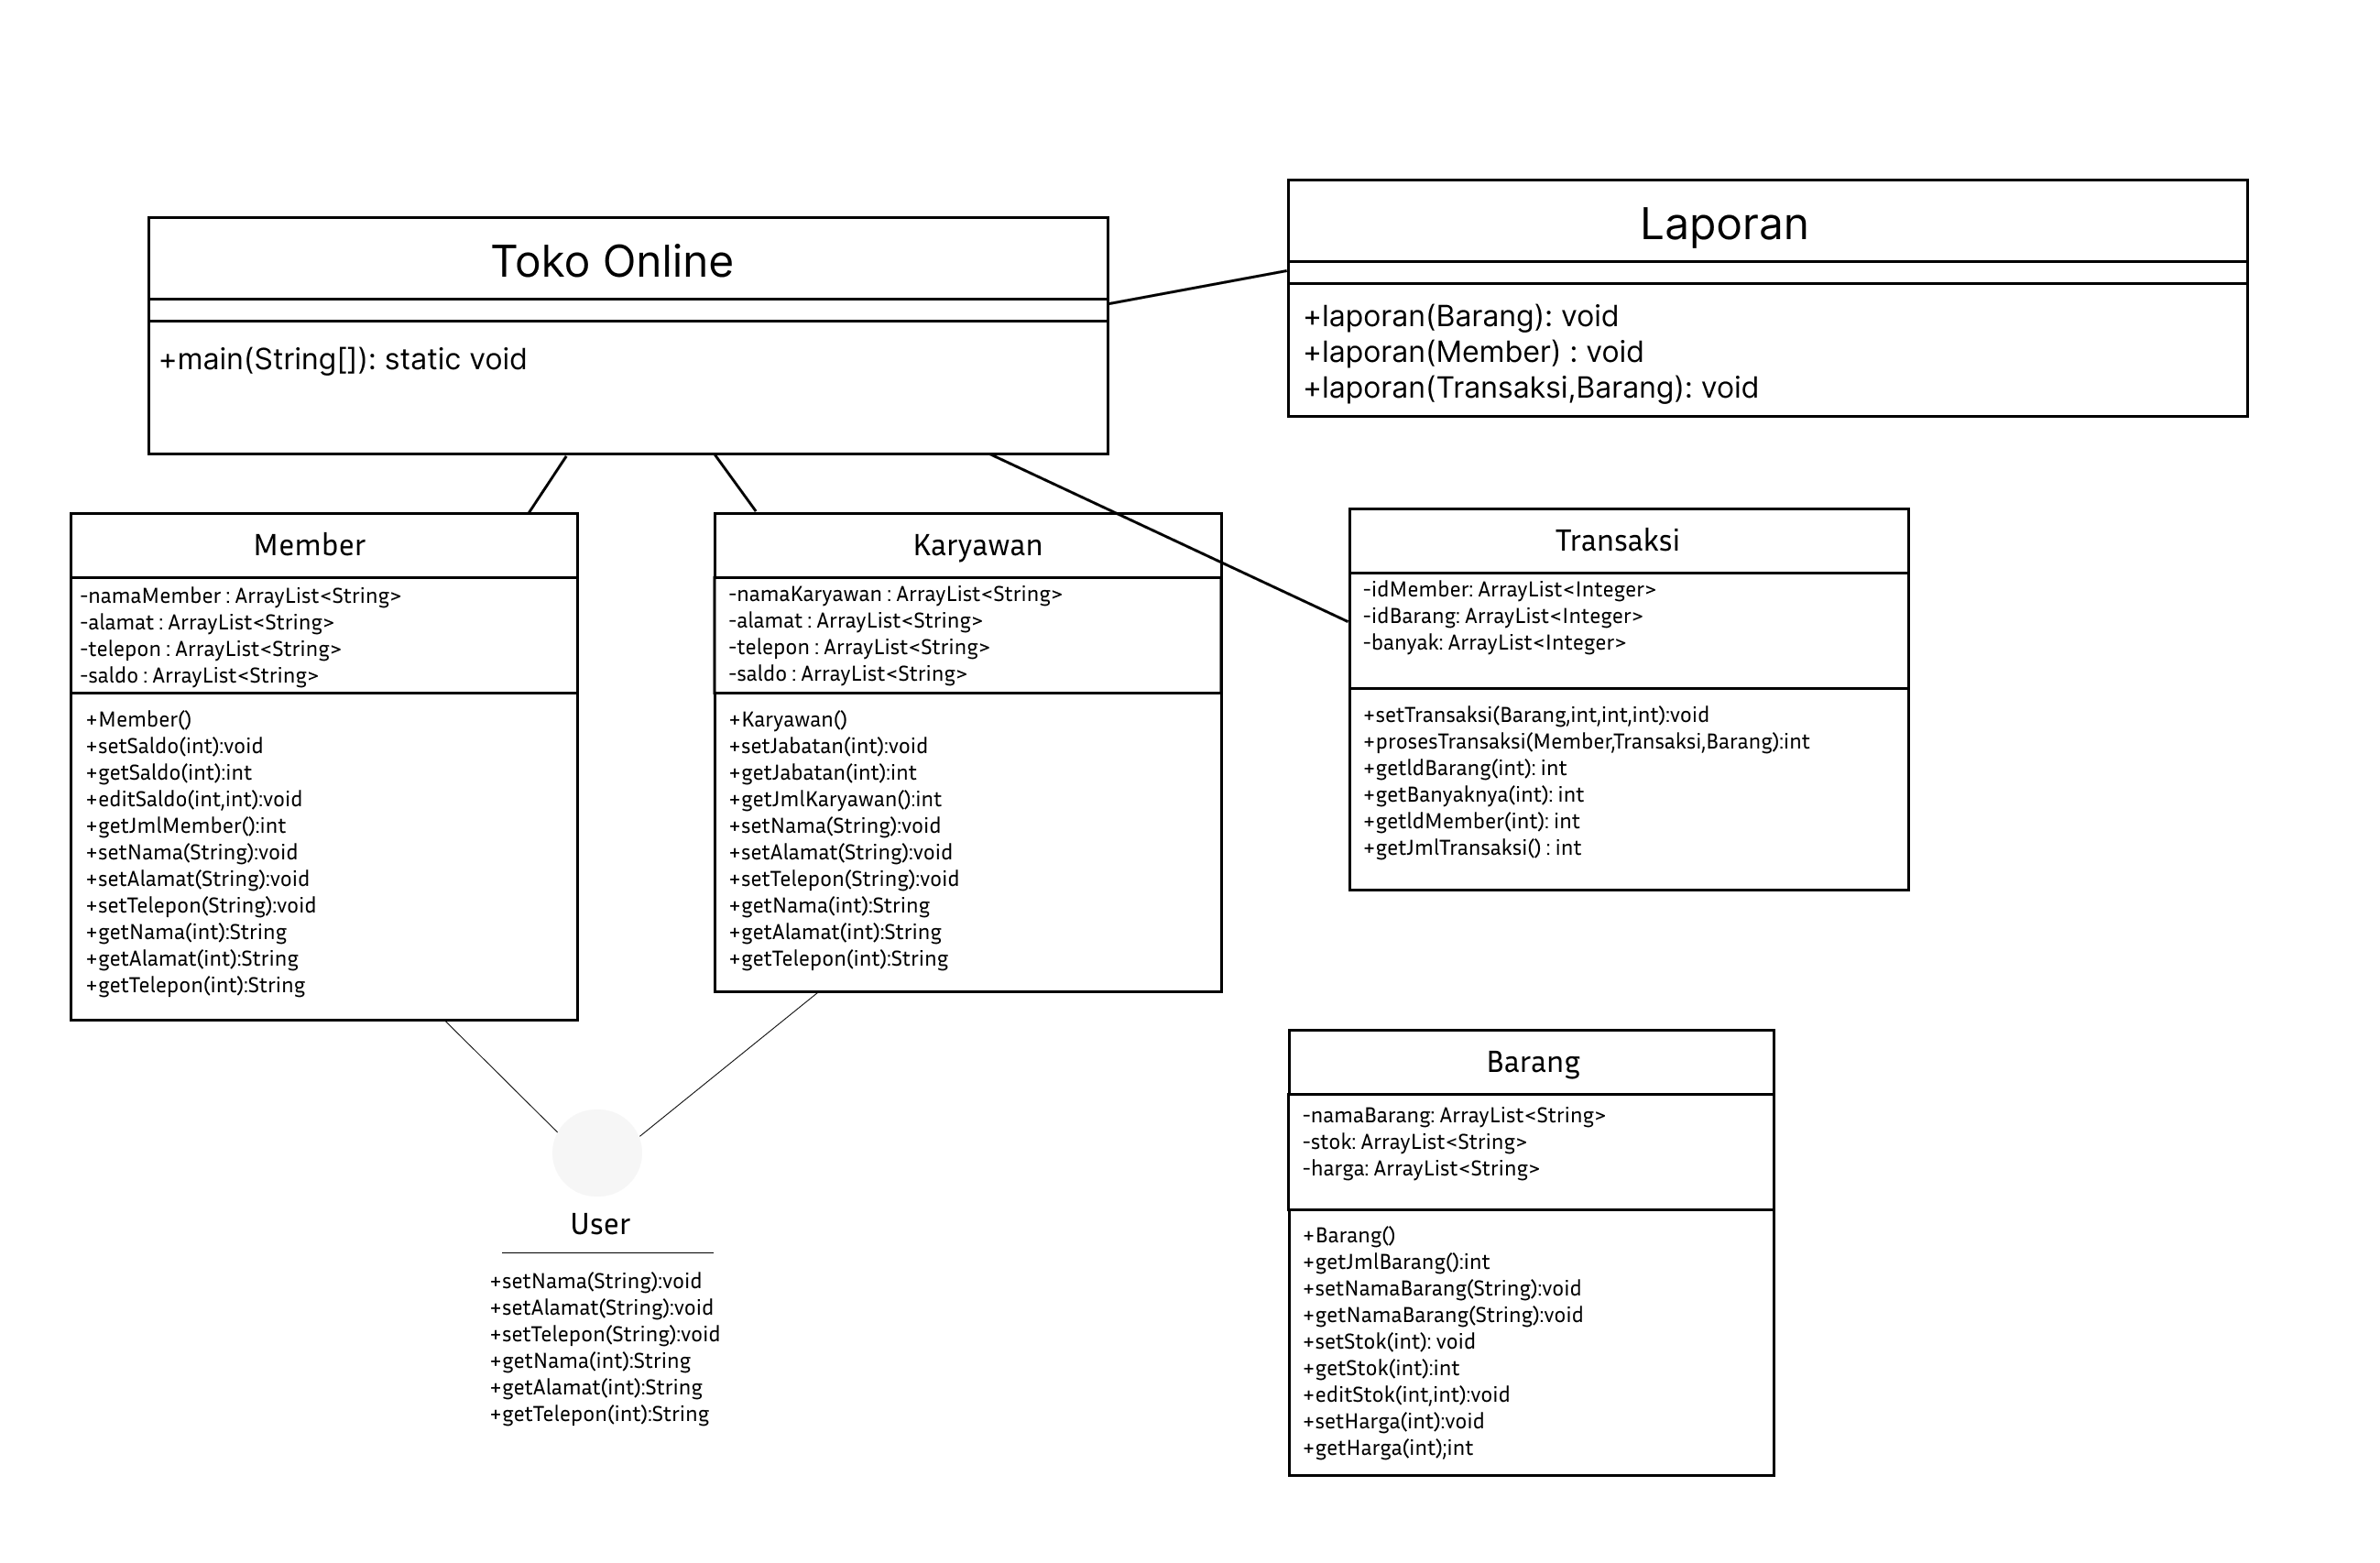 Toko Online
+main(String[]): static void
Laporan
+laporan(Barang): void
+laporan(Member) : void
+laporan(Transaksi,Barang): void
Member
-namaMember : ArrayList<String>
-alamat : ArrayList<String>
-telepon : ArrayList<String>
-saldo : ArrayList<String>
+Member()
+setSaldo(int):void
+getSaldo(int):int
+editSaldo(int,int):void
+getJmlMember():int
+setNama(String):void
+setAlamat(String):void
+setTelepon(String):void
+getNama(int):String
+getAlamat(int):String
+getTelepon(int):String
Karyawan
-namaKaryawan : ArrayList<String>
-alamat : ArrayList<String>
-telepon : ArrayList<String>
-saldo : ArrayList<String>
+Karyawan()
+setJabatan(int):void
+getJabatan(int):int
+getJmlKaryawan():int
+setNama(String):void
+setAlamat(String):void
+setTelepon(String):void
+getNama(int):String
+getAlamat(int):String
+getTelepon(int):String
Transaksi
-idMember: ArrayList<Integer>
-idBarang: ArrayList<Integer>
-banyak: ArrayList<Integer>
+setTransaksi(Barang,int,int,int):void
+prosesTransaksi(Member,Transaksi,Barang):int
+getldBarang(int): int
+getBanyaknya(int): int
+getldMember(int): int
+getJmlTransaksi() : int
User
+setNama(String):void
+setAlamat(String):void
+setTelepon(String):void
+getNama(int):String
+getAlamat(int):String
+getTelepon(int):String
Barang
-namaBarang: ArrayList<String>
-stok: ArrayList<String>
-harga: ArrayList<String>
+Barang()
+getJmlBarang():int
+setNamaBarang(String):void
+getNamaBarang(String):void
+setStok(int): void
+getStok(int):int
+editStok(int,int):void
+setHarga(int):void
+getHarga(int);int